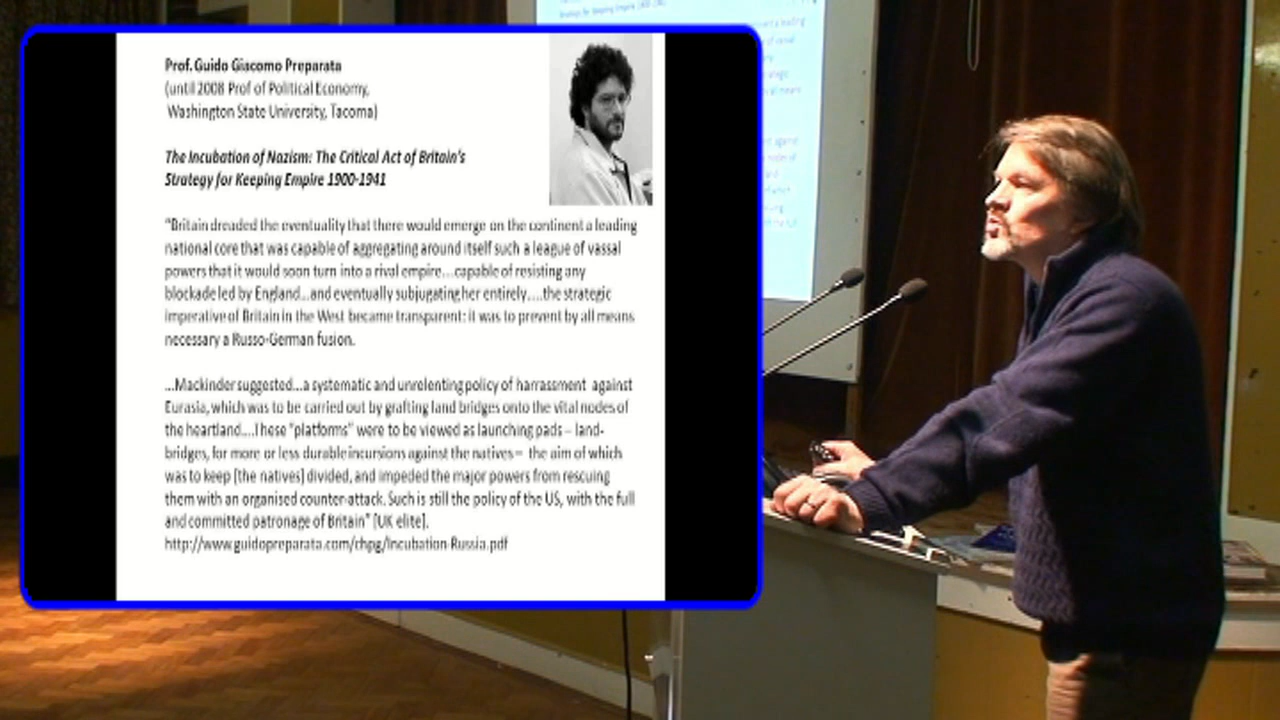 Strategy for Keeping Empire 1900-1941
Prof. Guido Giacomo Preparata
(until 2008 Prof of Political Economy,
Washington State University, Tacoma)
The Incubation of Nazism: The Critical Act of Britain's
Strategy for Keeping Empire 1900-1941
"Britain dreaded the eventuality that there would emerge on the continent a leading
national core that was capable of aggregating around itself such a league of vassal
powers that it would soon turn into a rival empire...capable of resisting any
blockade led by England...and eventually subjugating her entirely....the strategic
imperative of Britain in the West became transparent: it was to prevent by all means
necessary a Russo-German fusion.
...Mackinder suggested...a systematic and unrelenting policy of harrassment against
Eurasia, which was to be carried out by grafting land bridges onto the vital nodes of
the heartland....These "platforms" were to be viewed as launching pads – land-
bridges, for more or less durable incursions against the natives – the aim of which
was to keep [the natives] divided, and impeded the major powers from rescuing
them with an organised counter-attack. Such is still the policy of the US, with the full
and committed patronage of Britain" [UK elite].
http://www.guidopreparata.com/chpg/Incubation-Russia.pdf